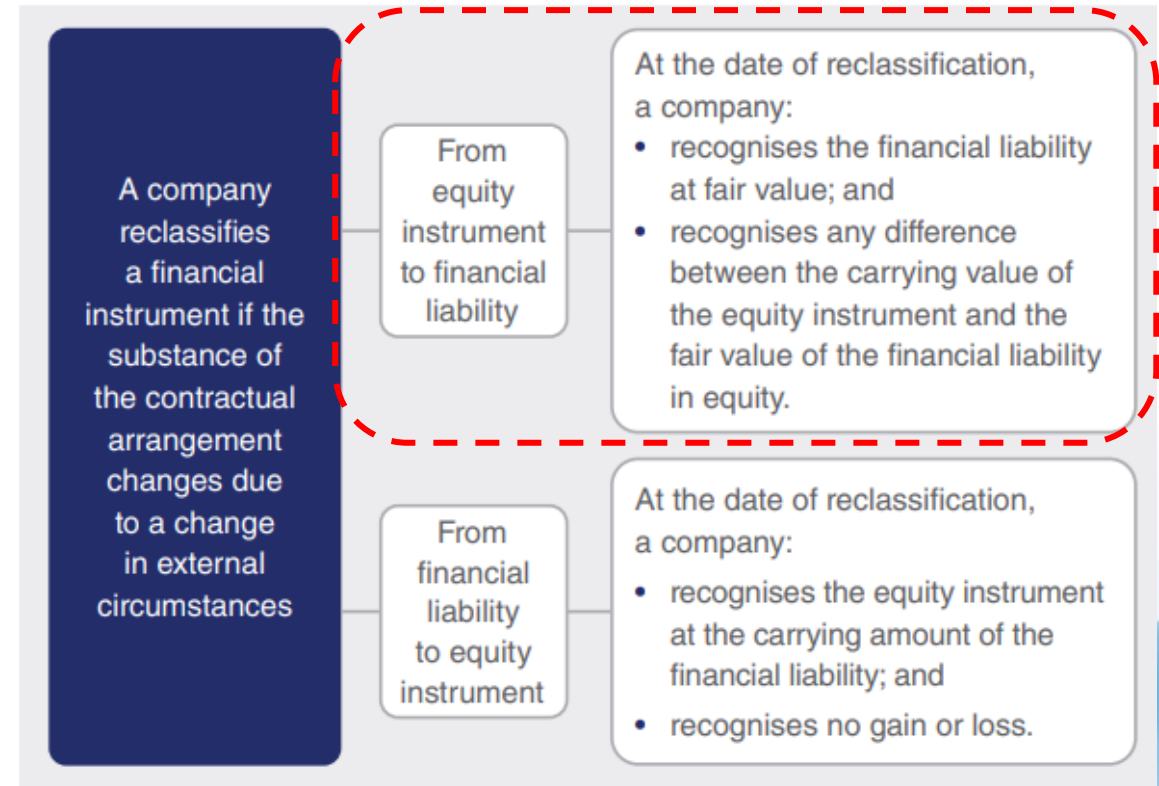 A company
reclassifies
a financial
instrument if the
substance of
the contractual
arrangement
changes due
to a change
in external
circumstances
From
equity
instrument
to financial
liability
At the date of reclassification,
a company:
• recognises the financial liability
at fair value; and
• recognises any difference
between the carrying value of
the equity instrument and the
fair value of the financial liability
in equity.
From
financial
liability
to equity
instrument
At the date of reclassification,
a company:
• recognises the equity instrument
at the carrying amount of the
financial liability; and
• recognises no gain or loss.